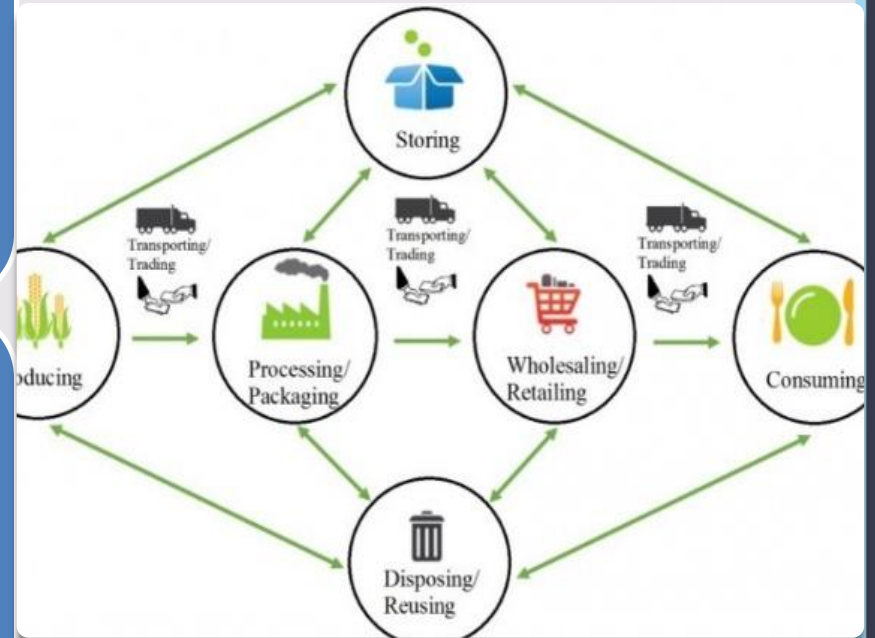 Storing
Transporting/
Trading
Transporting/
Trading
Transporting/
Trading
oducing
Processing/
Packaging
Wholesaling/
Retailing
Consuming
Disposing/
Reusing